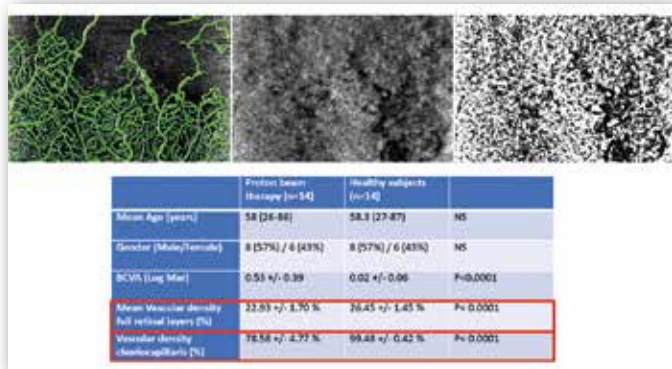 Proton beam
therapy (n=14)
Healthy subjects
(n=14)
Mean Age (years)
58 (26-86)
58.3 (27-87)
NS
Gender (Male/Female)
8 (57%) / 6 (43%)
8 (57%) / 6 (43%)
NS
BCVA (Log Mar)
0.53 +/- 0.39
0.02 +/- 0.06
P<0.0001
Mean Vascular density
full retinal layers (%)
22.93 +/- 1.70 %
26.45 +/- 1.45 %
P< 0.0001
Vascular density
choriocapillaris (%)
78.58 +/- 4.77 %
99.48 +/- 0.42 %
P< 0.0001